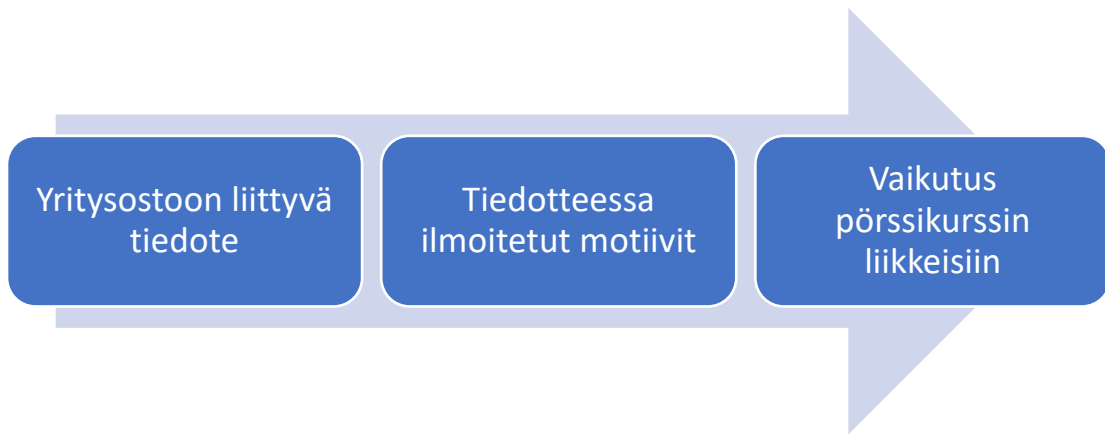 Yritysostoon liittyvä
tiedote
Tiedotteessa
ilmoitetut motiivit
Vaikutus
pörssikurssin
liikkeisiin